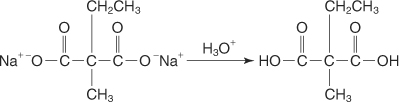 CH₂CH₃ CH₂CH₃
O O O O
Na⁺⁻O–C–C–C–O⁻Na⁺ H₃O⁺ HO–C–C–C–OH
CH₃ CH₃